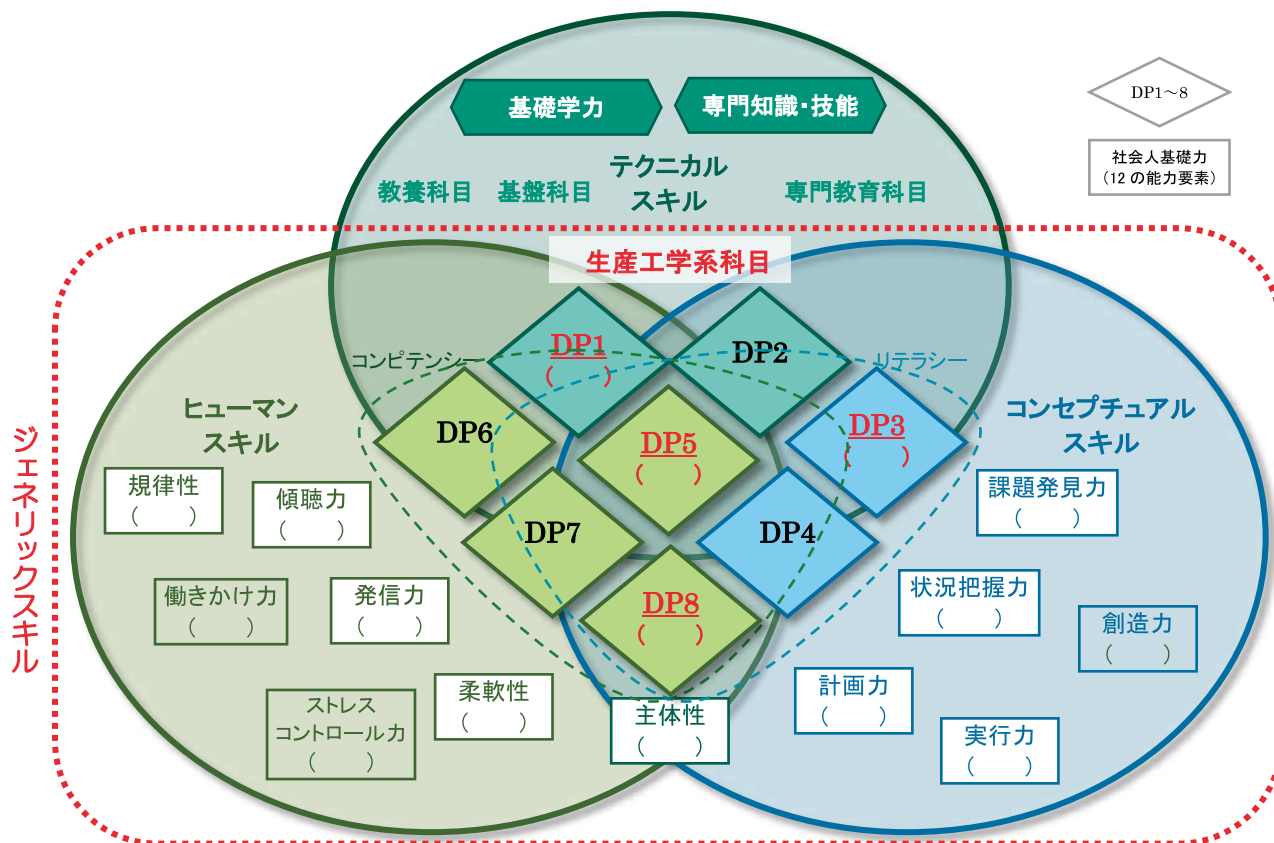 基礎学力
専門知識・技能
DP1～8
社会人基礎力
（12 の能力要素）
テクニカル
スキル
教養科目
基盤科目
専門教育科目
生産工学系科目
コンピテンシー
リテラシー
DP1
（　　）
DP2
DP6
DP5
（　　）
DP3
（　　）
DP7
DP4
DP8
（　　）
ジェネリックスキル
ヒューマン
スキル
コンセプチュアル
スキル
規律性
（　　）
傾聴力
（　　）
働きかけ力
（　　）
発信力
（　　）
ストレス
コントロール力
（　　）
柔軟性
（　　）
主体性
（　　）
課題発見力
（　　）
状況把握力
（　　）
創造力
（　　）
計画力
（　　）
実行力
（　　）